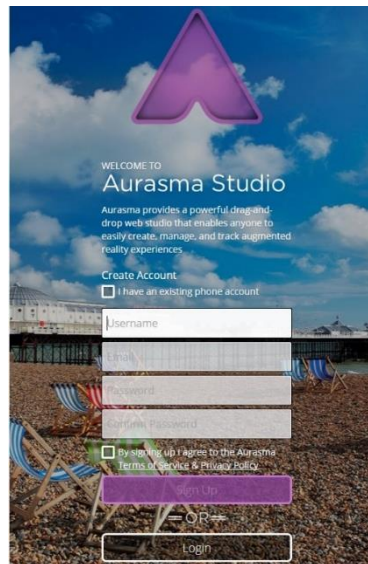 WELCOME TO
Aurasma Studio
Aurasma provides a powerful drag-and-
drop web studio that enables anyone to
easily create, manage, and track augmented
reality experiences
Create Account
I have an existing phone account
Username
Email
Password
Confirm Password
By signing up I agree to the Aurasma
Terms of Service & Privacy Policy
Sign Up
OR
Login